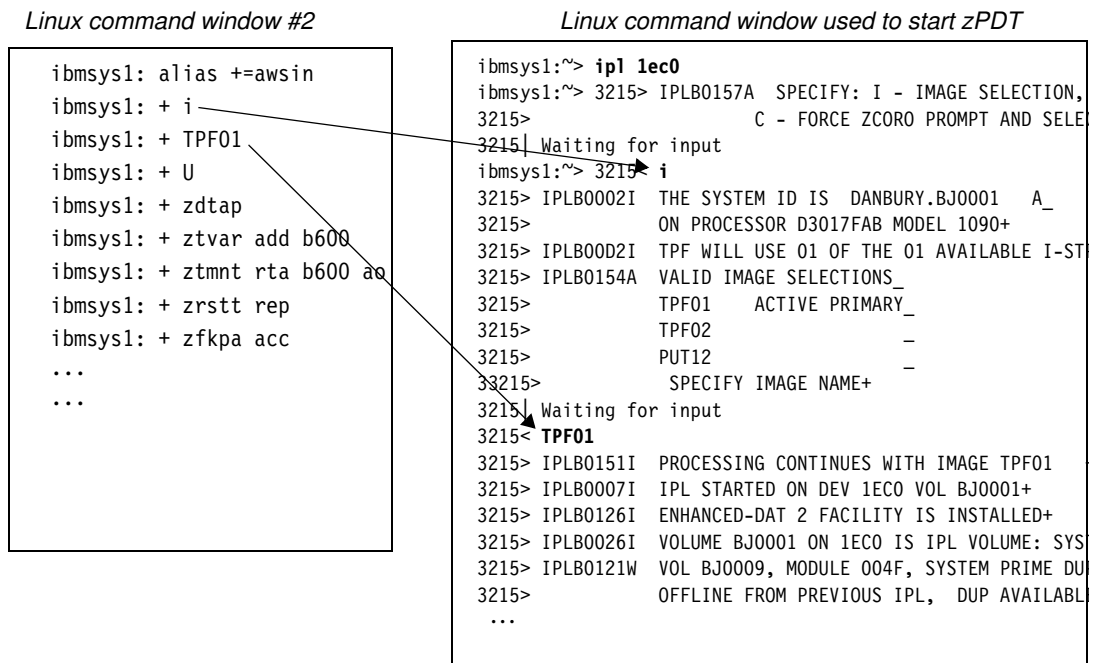 Linux command window #2
ibmsys1: alias +=awsin
ibmsys1: + i
ibmsys1: + TPF01
ibmsys1: + U
ibmsys1: + zdtap
ibmsys1: + ztvar add b600
ibmsys1: + ztmnt rta b600 ao
ibmsys1: + zrstt rep
ibmsys1: + zfkpa acc
...
...
Linux command window used to start zPDT
ibmsys1:~> ipl 1ec0
ibmsys1:~> 3215> IPLB0157A SPECIFY: I - IMAGE SELECTION,
3215> C - FORCE ZCORO PROMPT AND SELE
3215| Waiting for input
ibmsys1:~> 3215< i
3215> IPLB0002I THE SYSTEM ID IS DANBURY.BJ0001 A_
3215> ON PROCESSOR D3017FAB MODEL 1090+
3215> IPLB00D2I TPF WILL USE 01 OF THE 01 AVAILABLE I-ST
3215> IPLB0154A VALID IMAGE SELECTIONS_
3215> TPF01 ACTIVE PRIMARY_
3215> TPF02 _
3215> PUT12 _
33215> SPECIFY IMAGE NAME+
3215| Waiting for input
3215< TPF01
3215> IPLB0151I PROCESSING CONTINUES WITH IMAGE TPF01
3215> IPLB0007I IPL STARTED ON DEV 1EC0 VOL BJ0001+
3215> IPLB0126I ENHANCED-DAT 2 FACILITY IS INSTALLED+
3215> IPLB0026I VOLUME BJ0001 ON 1EC0 IS IPL VOLUME: SYS
3215> IPLB0121W VOL BJ0009, MODULE 004F, SYSTEM PRIME DU
3215> OFFLINE FROM PREVIOUS IPL, DUP AVAILABL
...